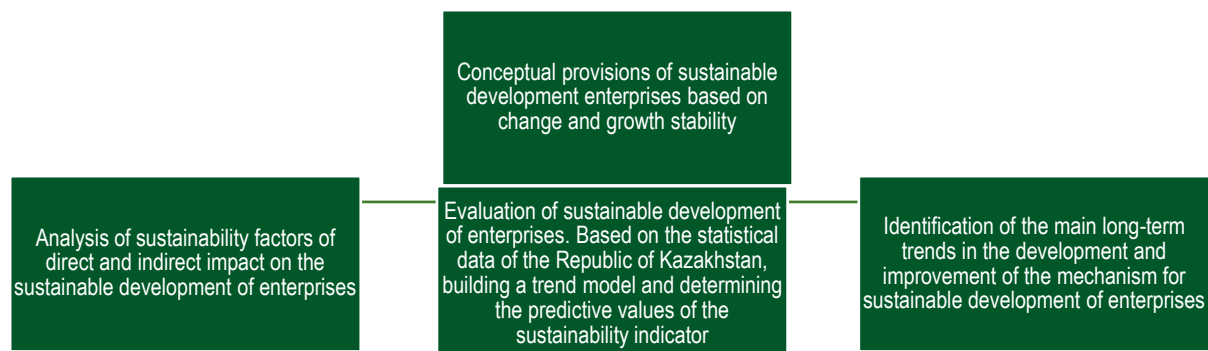 Conceptual provisions of sustainable
development enterprises based on
change and growth stability
Analysis of sustainability factors of
direct and indirect impact on the
sustainable development of enterprises
Evaluation of sustainable development
of enterprises. Based on the statistical
data of the Republic of Kazakhstan,
building a trend model and determining
the predictive values of the
sustainability indicator
Identification of the main long-term
trends in the development and
improvement of the mechanism for
sustainable development of enterprises